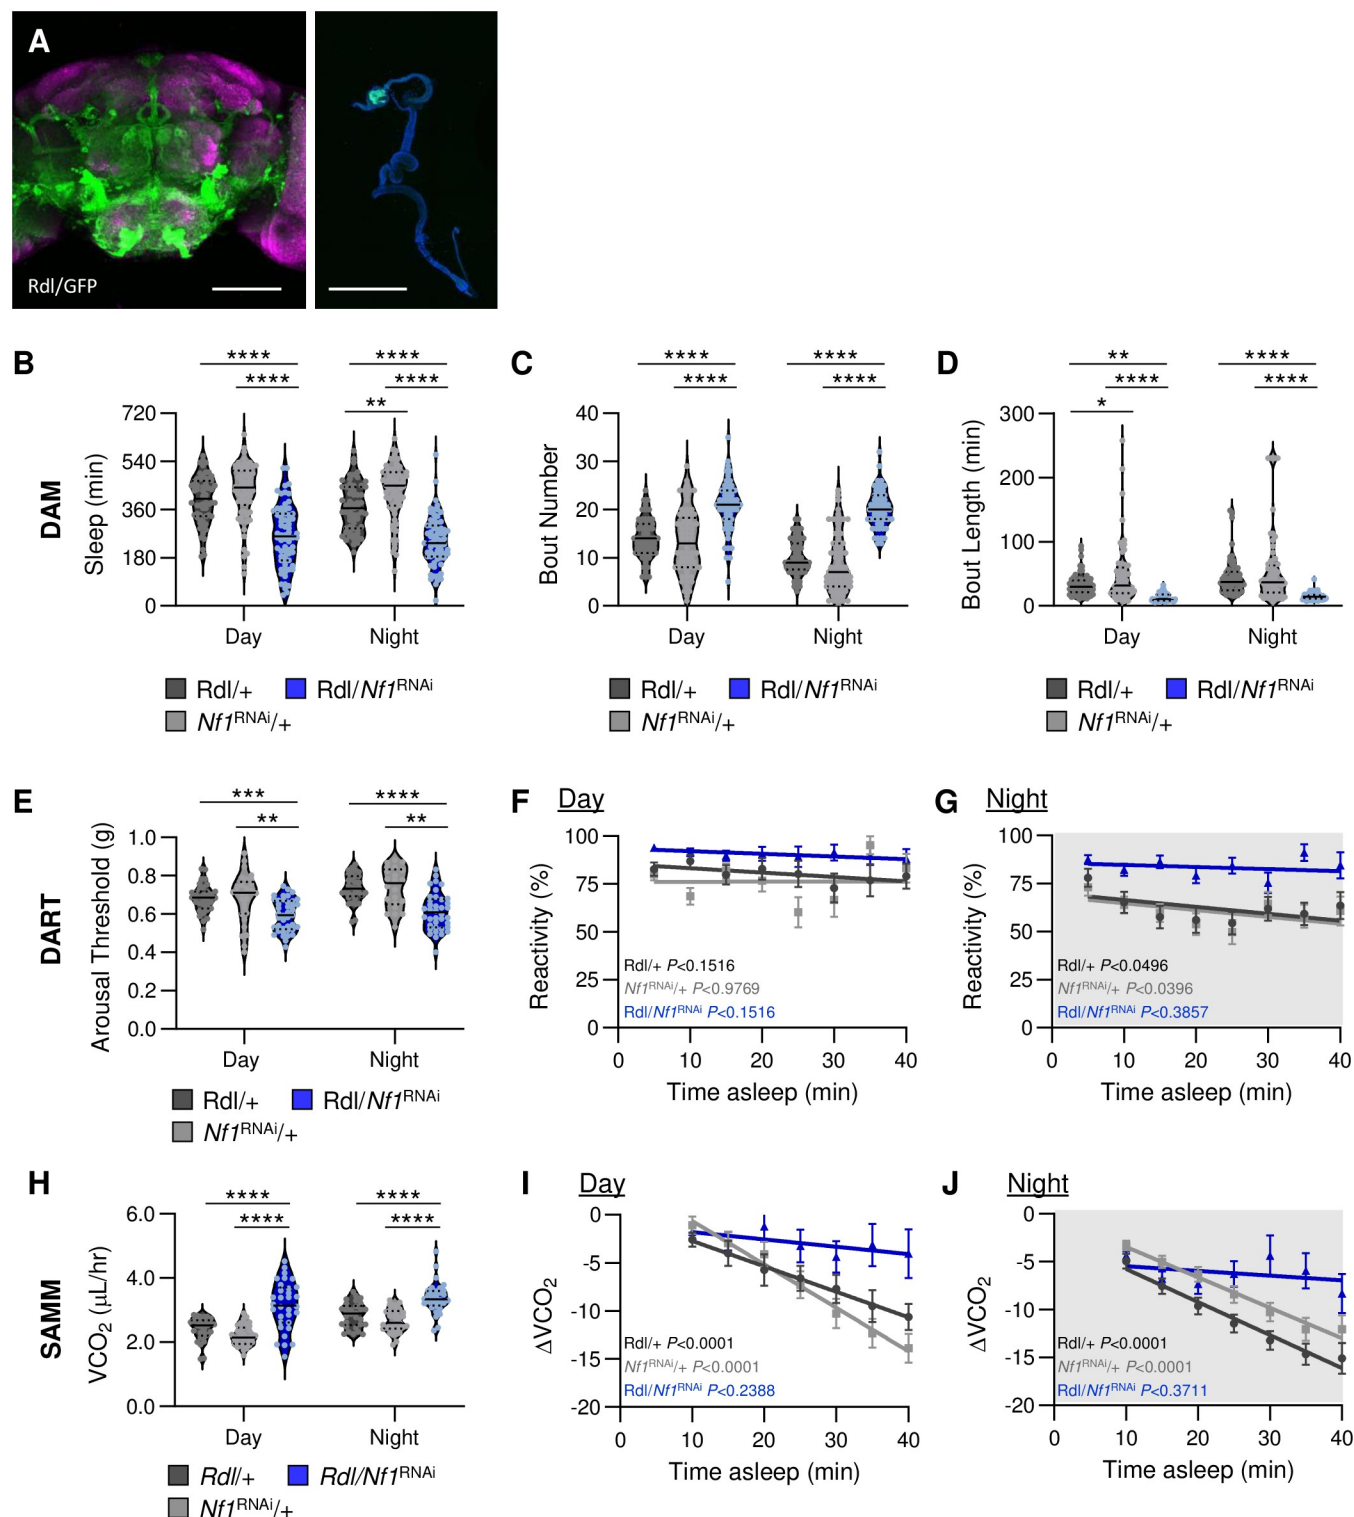 A
Rdl/GFP
B
C
D
DAM
**** ****
**** ****
**
Sleep (min)
720
540
360
180
0
Day Night
Rdl/+ Rdl/Nf1RNAi
Nf1RNAi/+
**** ****
**** ****
Bout Number
40
30
20
10
0
Day Night
Rdl/+ Rdl/Nf1RNAi
Nf1RNAi/+
** ****
**** ****
*
Bout Length (min)
300
200
100
0
Day Night
Rdl/+ Rdl/Nf1RNAi
Nf1RNAi/+
E
DART
*** ****
** **
Arousal Threshold (g)
1.0
0.8
0.6
0.4
0.2
0.0
Day Night
Rdl/+ Rdl/Nf1RNAi
Nf1RNAi/+
F Day
Reactivity (%)
100
75
50
25
0
Rdl/+ P<0.1516
Nf1RNAi/+ P<0.9769
Rdl/Nf1RNAi P<0.1516
0 10 20 30 40
Time asleep (min)
G Night
Reactivity (%)
100
75
50
25
0
Rdl/+ P<0.0496
Nf1RNAi/+ P<0.0396
Rdl/Nf1RNAi P<0.3857
0 10 20 30 40
Time asleep (min)
H
SAMM
**** ****
**** ****
VCO2 (μL/hr)
6.0
4.0
2.0
0.0
Day Night
Rdl/+ Rdl/Nf1RNAi
Nf1RNAi/+
I Day
ΔVCO2
0
-5
-10
-15
-20
Rdl/+ P<0.0001
Nf1RNAi/+ P<0.0001
Rdl/Nf1RNAi P<0.2388
0 10 20 30 40
Time asleep (min)
J Night
ΔVCO2
0
-5
-10
-15
-20
Rdl/+ P<0.0001
Nf1RNAi/+ P<0.0001
Rdl/Nf1RNAi P<0.3711
0 10 20 30 40
Time asleep (min)